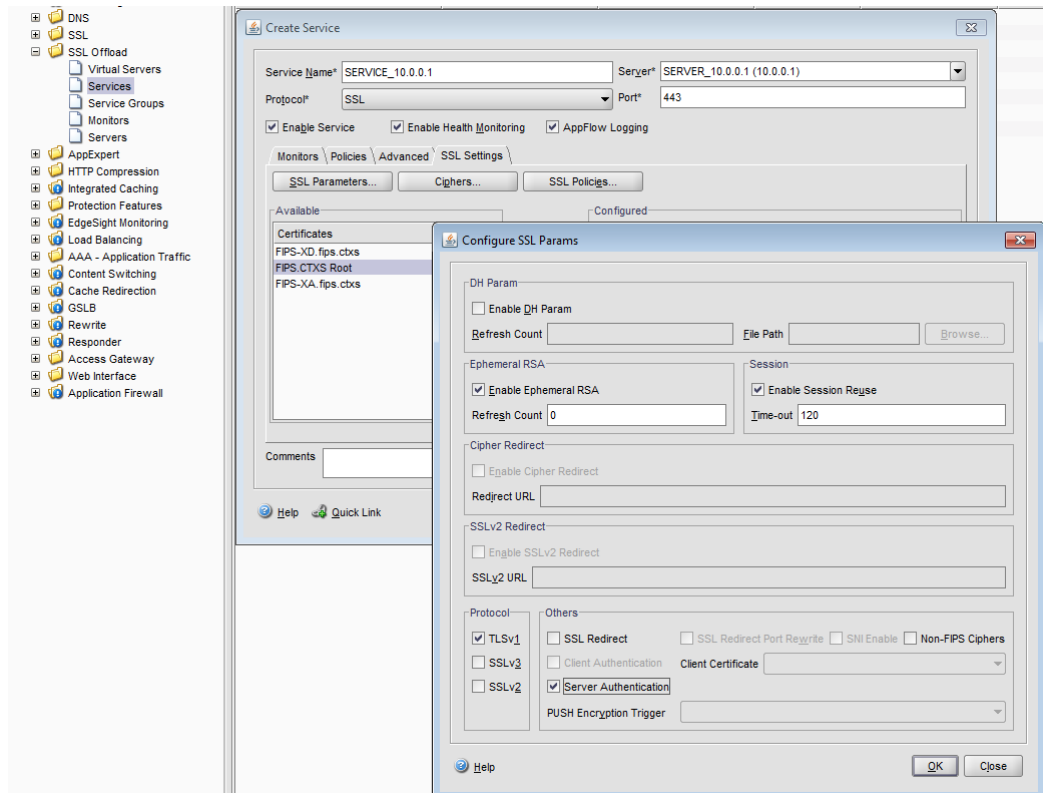 DNS
SSL
SSL Offload
Virtual Servers
Services
Service Groups
Monitors
Servers
AppExpert
HTTP Compression
Integrated Caching
Protection Features
EdgeSight Monitoring
Load Balancing
AAA - Application Traffic
Content Switching
Cache Redirection
GSLB
Rewrite
Responder
Access Gateway
Web Interface
Application Firewall
Create Service
Service Name* SERVICE_10.0.0.1 Server* SERVER_10.0.0.1 (10.0.0.1)
Protocol* SSL Port* 443
Enable Service Enable Health Monitoring AppFlow Logging
Monitors Policies Advanced SSL Settings
SSL Parameters... Ciphers... SSL Policies...
Available Configured
Certificates
FIPS-XD.fips.ctxs
FIPS.CTXS Root
FIPS-XA.fips.ctxs
Comments
Help Quick Link
Configure SSL Params
DH Param
Enable DH Param
Refresh Count File Path Browse...
Ephemeral RSA Session
Enable Ephemeral RSA Enable Session Reuse
Refresh Count 0 Time-out 120
Cipher Redirect
Enable Cipher Redirect
Redirect URL
SSLv2 Redirect
Enable SSLv2 Redirect
SSLv2 URL
Protocol Others
TLSv1 SSL Redirect SSL Redirect Port Rewrite SNI Enable Non-FIPS Ciphers
SSLv3 Client Authentication Client Certificate
SSLv2 Server Authentication
PUSH Encryption Trigger
Help OK Close